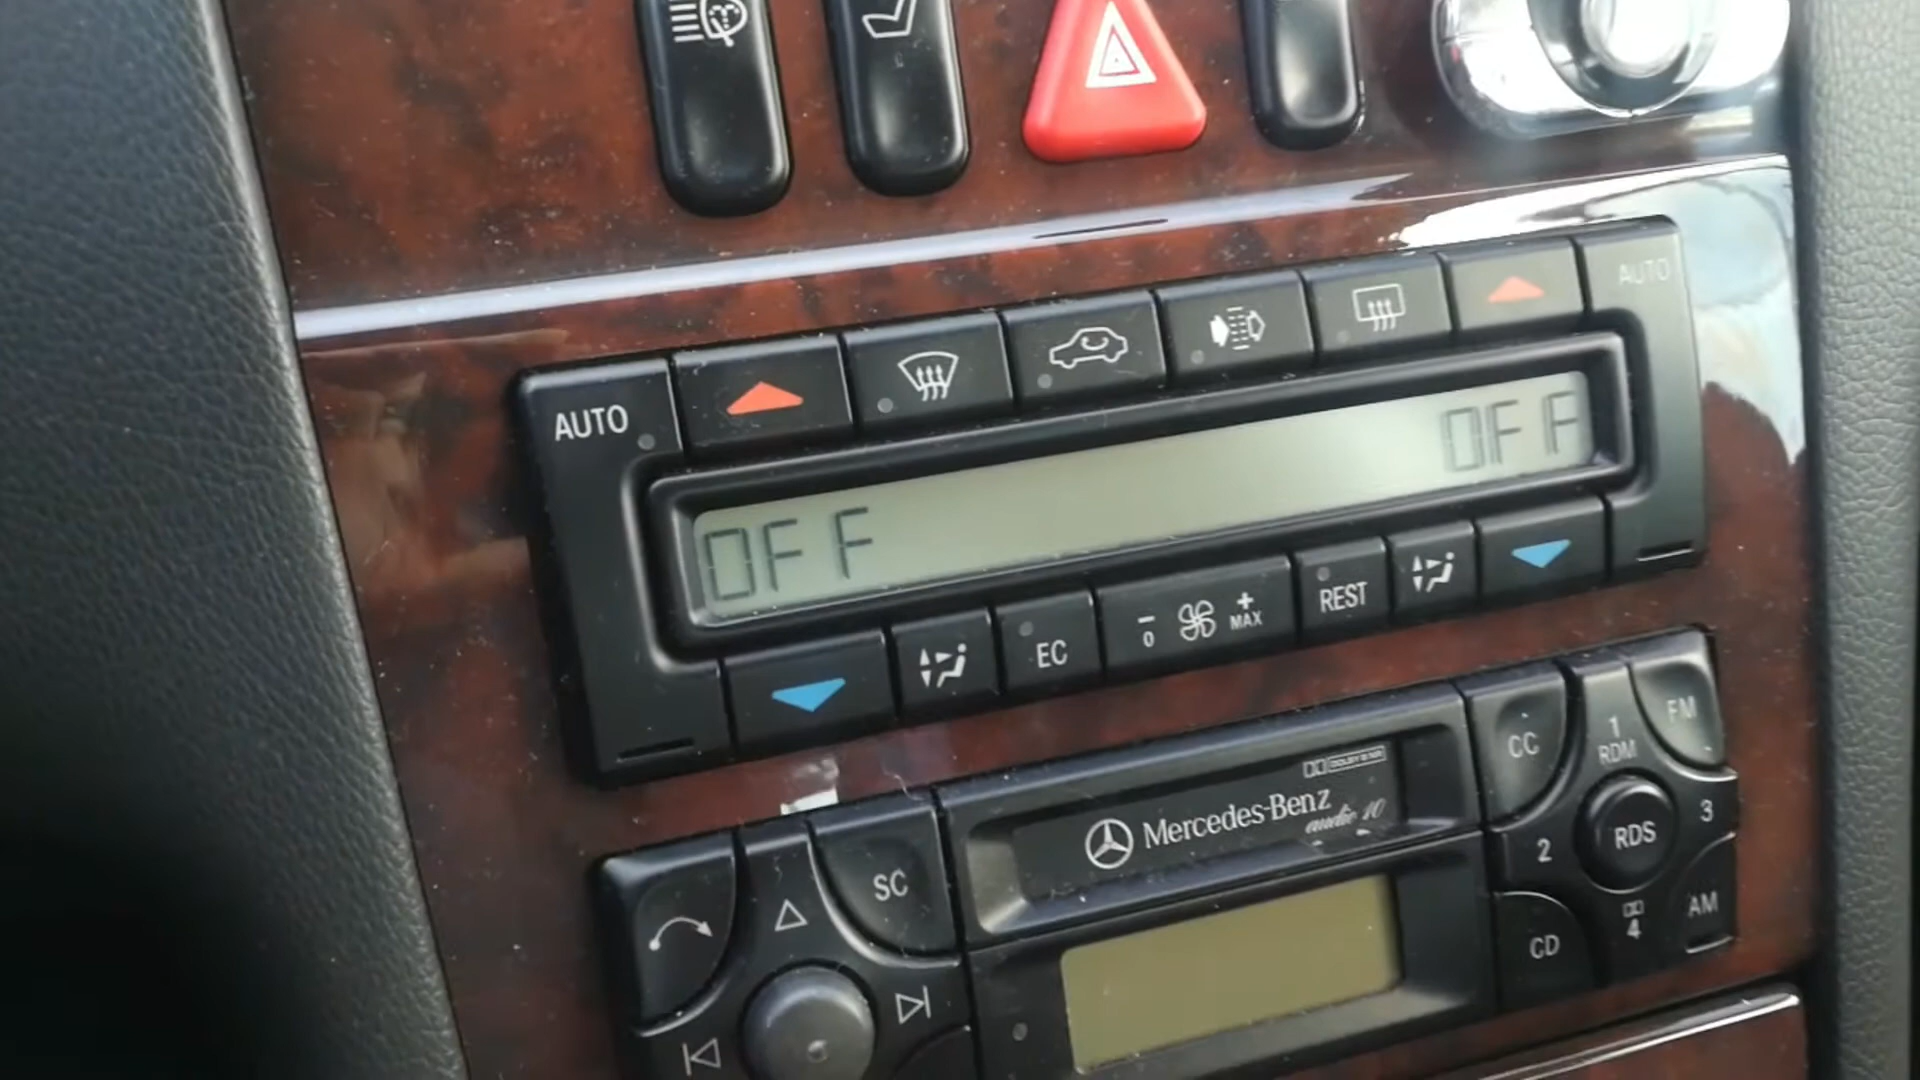 AUTO
AUTO
OFF
OFF
EC
- 0
+ MAX
REST
Mercedes-Benz
audio 10
DOLBY B NR
SC
CC
1
RDM
FM
2
RDS
3
CD
4
AM